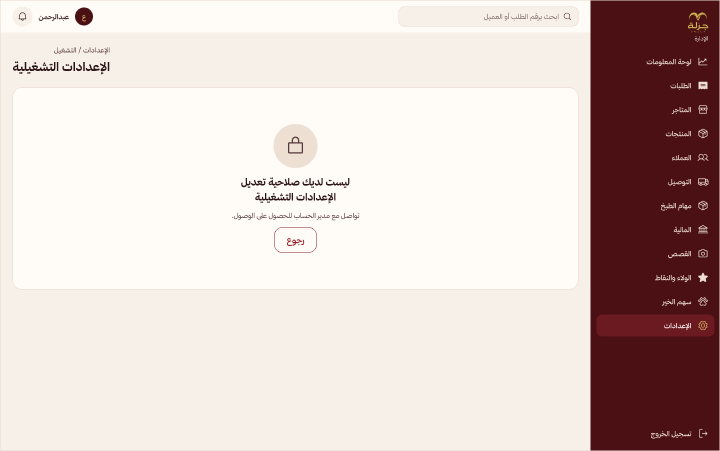 جزلة
الإدارة
لوحة المعلومات
الطلبات
المتاجر
المنتجات
العملاء
التوصيل
مهام الطبخ
المالية
القصص
الولاء والنقاط
سهم الخير
الإعدادات
تسجيل الخروج
ابحث برقم الطلب أو العميل
ع
عبدالرحمن
الإعدادات / التشغيل
الإعدادات التشغيلية
ليست لديك صلاحية تعديل
الإعدادات التشغيلية
تواصل مع مدير الحساب للحصول على الوصول.
رجوع